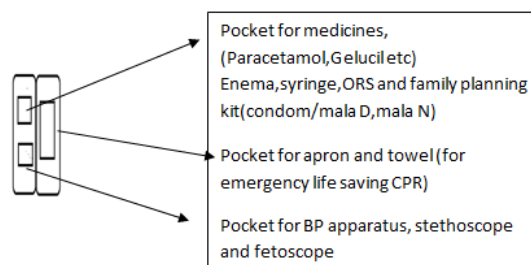 Pocket for medicines,
(Paracetamol,Gelucil etc)
Enema,syringe,ORS and family planning
kit(condom/mala D,mala N)
Pocket for apron and towel(for
emergency life saving CPR)
Pocket for BP apparatus, stethoscope
and fetoscope